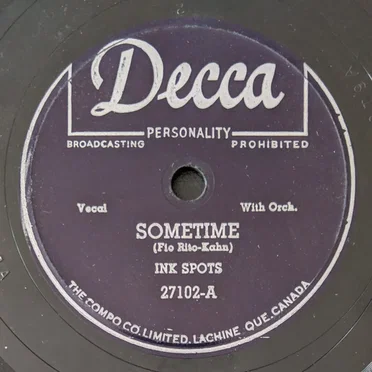 Decca
PERSONALITY
BROADCASTING PROHIBITED
Vocal With Orch.
SOMETIME
(Fio Rito-Kahn)
INK SPOTS
27102-A
THE COMPO CO. LIMITED, LACHINE QUE. CANADA